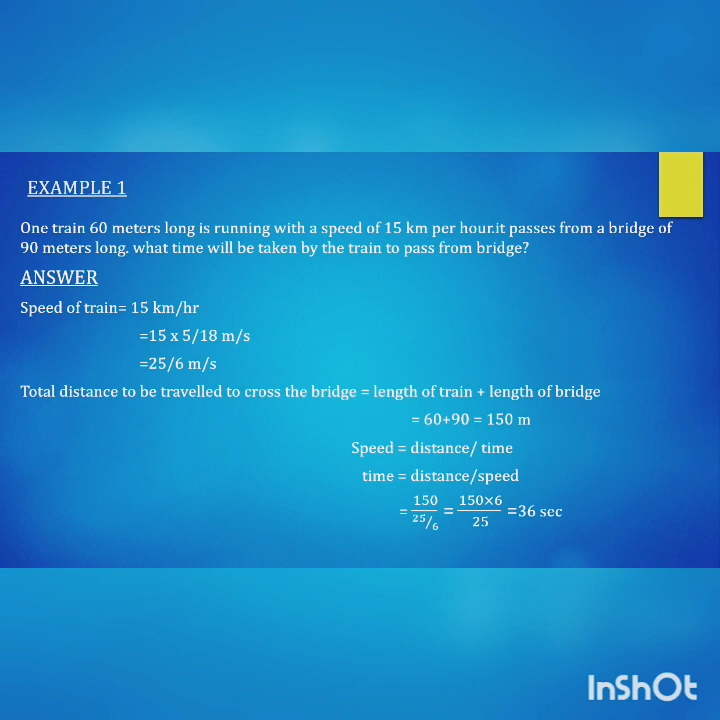 EXAMPLE 1
One train 60 meters long is running with a speed of 15 km per hour.it passes from a bridge of
90 meters long. what time will be taken by the train to pass from bridge?
ANSWER
Speed of train= 15 km/hr
=15 x 5/18 m/s
=25/6 m/s
Total distance to be travelled to cross the bridge = length of train + length of bridge
= 60+90 = 150 m
Speed = distance/ time
time = distance/speed
= 150/(25/6) = 150×6/25 =36 sec
InShOt